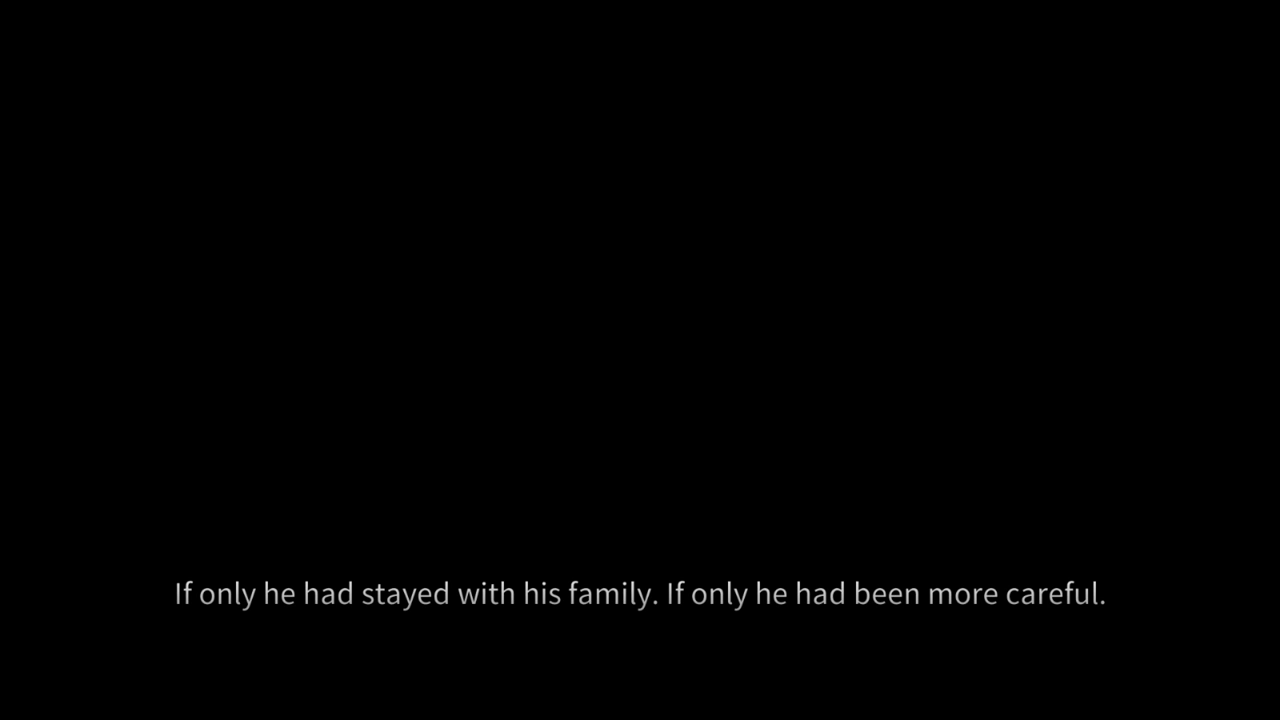 If only he had stayed with his family. If only he had been more careful.